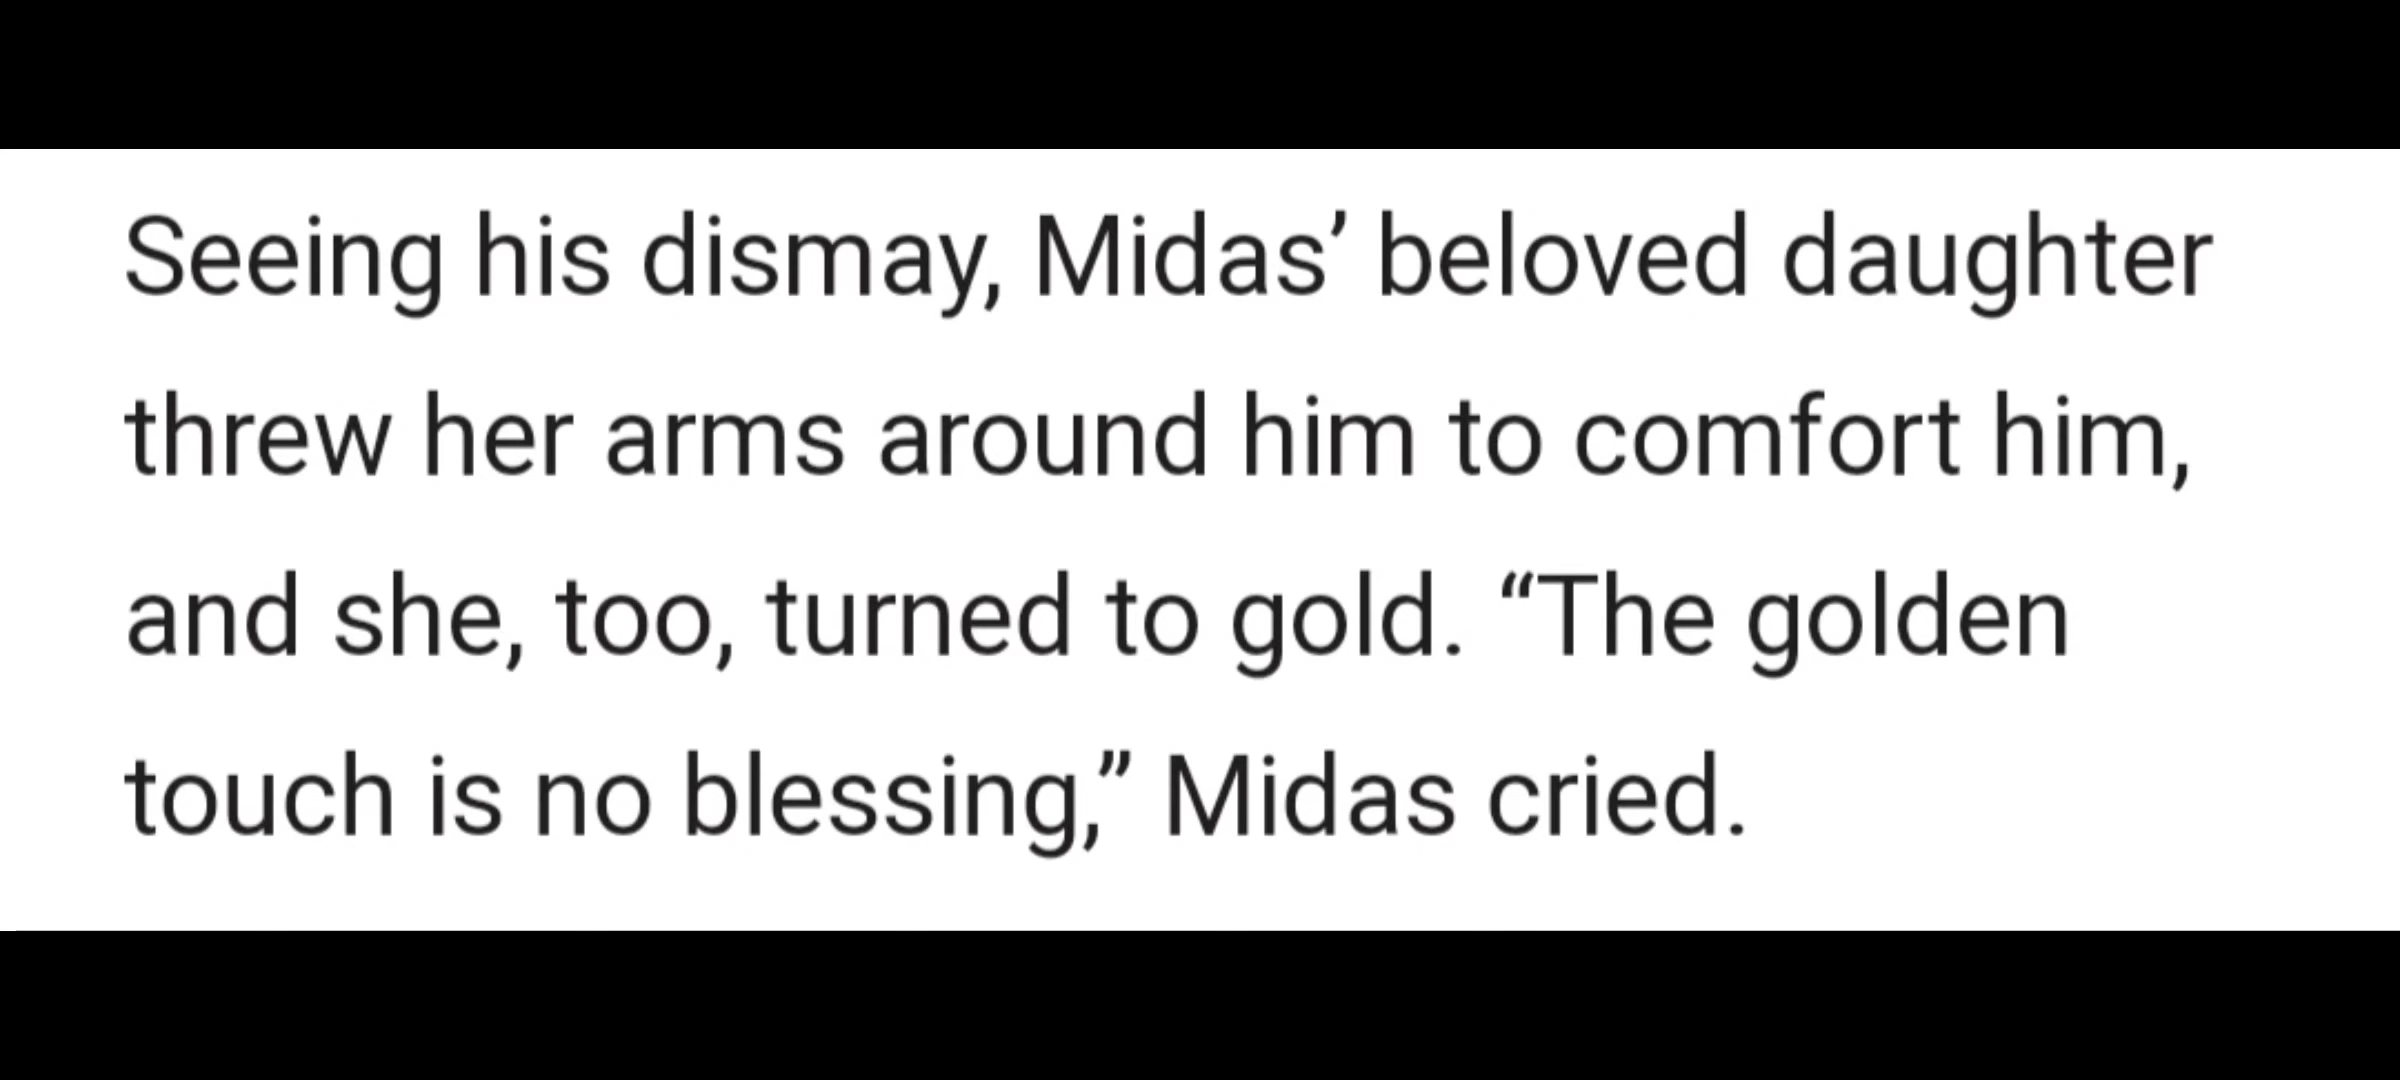 Seeing his dismay, Midas’ beloved daughter
threw her arms around him to comfort him,
and she, too, turned to gold. “The golden
touch is no blessing,” Midas cried.